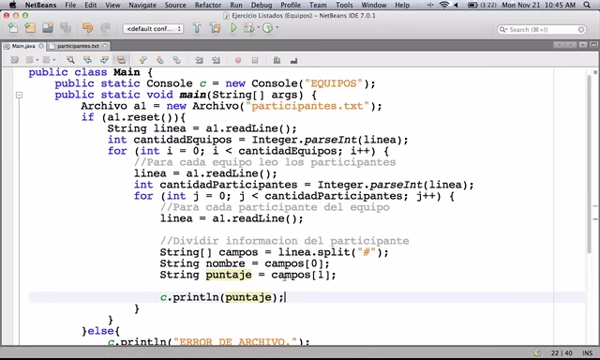 NetBeans File Edit View Navigate Source Refactor Run Debug Profile Team Tools Window Help (3:22) Mon Nov 21 10:45 AM
Ejercicio Listados (Equipos) - NetBeans IDE 7.0.1
<default conf... Search (⌘+I)
Main.java participantes.txt
public class Main {
public static Console c = new Console("EQUIPOS");
public static void main(String[] args) {
Archivo a1 = new Archivo("participantes.txt");
if (a1.reset()){
String linea = a1.readLine();
int cantidadEquipos = Integer.parseInt(linea);
for (int i = 0; i < cantidadEquipos; i++) {
//Para cada equipo leo los participantes
linea = a1.readLine();
int cantidadParticipantes = Integer.parseInt(linea);
for (int j = 0; j < cantidadParticipantes; j++) {
//Para cada participante del equipo
linea = a1.readLine();
//Dividir informacion del participante
String[] campos = linea.split("#");
String nombre = campos[0];
String puntaje = campos[1];
c.println(puntaje);
}
}
}else{
c.println("ERROR DE ARCHIVO.");
22 | 40 INS